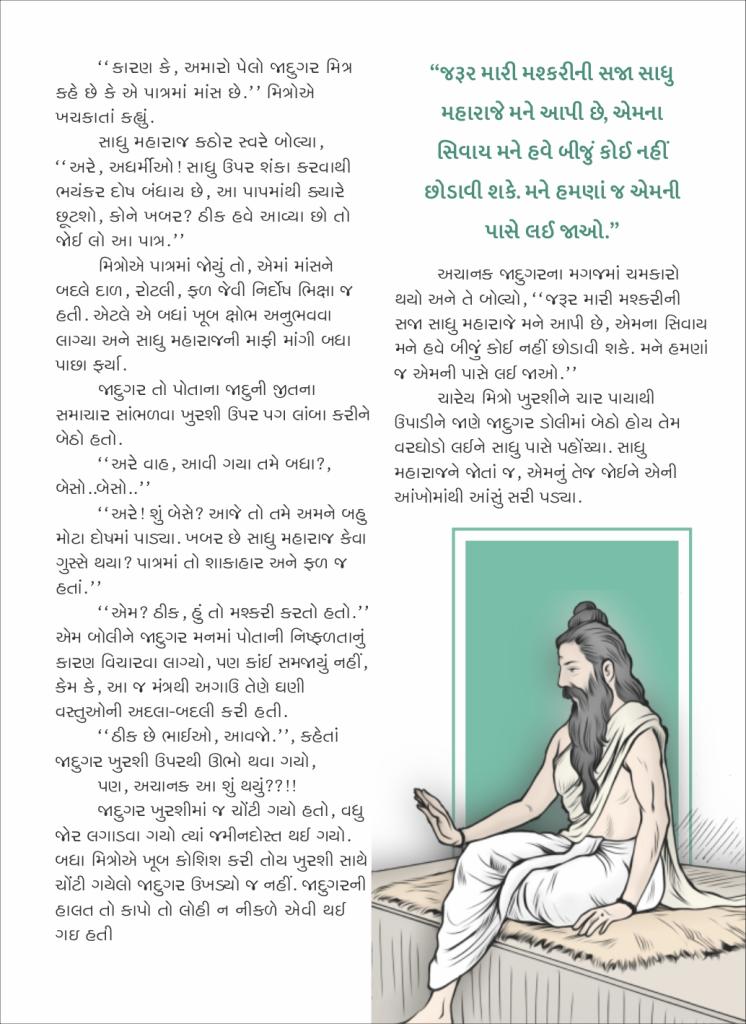 ‘‘કારણ કે, અમારો પેલો જાદુગર મિત્ર
કહે છે કે એ પાત્રમાં માંસ છે.’’ મિત્રોએ
ખચકાતાં કહ્યું.
સાધુ મહારાજ કઠોર સ્વરે બોલ્યા,
‘‘અરે, અધર્મીઓ! સાધુ ઉપર શંકા કરવાથી
ભયંકર દોષ બંધાય છે, આ પાપમાંથી ક્યારે
છૂટશો, કોને ખબર? ઠીક હવે આવ્યા છો તો
જોઈ લો આ પાત્ર.’’
મિત્રોએ પાત્રમાં જોયું તો, એમાં માંસને
બદલે દાળ, રોટલી, ફળ જેવી નિર્દોષ ભિક્ષા જ
હતી. એટલે એ બધાં ખૂબ ક્ષોભ અનુભવવા
લાગ્યા અને સાધુ મહારાજની માફી માંગી બધા
પાછા ફર્યા.
જાદુગર તો પોતાના જાદુની જીતના
સમાચાર સાંભળવા ખુરશી ઉપર પગ લાંબા કરીને
બેઠો હતો.
‘‘અરે વાહ, આવી ગયા તમે બધા?,
બેસો..બેસો..’’
‘‘અરે! શું બેસે? આજે તો તમે અમને બહુ
મોટા દોષમાં પાડ્યા. ખબર છે સાધુ મહારાજ કેવા
ગુસ્સે થયા? પાત્રમાં તો શાકાહાર અને ફળ જ
હતાં.’’
‘‘એમ? ઠીક, હું તો મશ્કરી કરતો હતો.’’
એમ બોલીને જાદુગર મનમાં પોતાની નિષ્ફળતાનું
કારણ વિચારવા લાગ્યો, પણ કાંઈ સમજાયું નહીં,
કેમ કે, આ જ મંત્રથી અગાઉ તેણે ઘણી
વસ્તુઓની અદલા-બદલી કરી હતી.
‘‘ઠીક છે ભાઈઓ, આવજો.’’, કહેતાં
જાદુગર ખુરશી ઉપરથી ઊભો થવા ગયો,
પણ, અચાનક આ શું થયું??!!
જાદુગર ખુરશીમાં જ ચોંટી ગયો હતો, વધુ
જોર લગાડવા ગયો ત્યાં જમીનદોસ્ત થઈ ગયો.
બધા મિત્રોએ ખૂબ કોશિશ કરી તોય ખુરશી સાથે
ચોંટી ગયેલો જાદુગર ઉખડ્યો જ નહીં. જાદુગરની
હાલત તો કાપો તો લોહી ન નીકળે એવી થઈ
ગઇ હતી
“જરૂર મારી મશ્કરીની સજા સાધુ
મહારાજે મને આપી છે, એમના
સિવાય મને હવે બીજું કોઈ નહીં
છોડાવી શકે. મને હમણાં જ એમની
પાસે લઈ જાઓ.”
અચાનક જાદુગરના મગજમાં ચમકારો
થયો અને તે બોલ્યો, ‘‘જરૂર મારી મશ્કરીની
સજા સાધુ મહારાજે મને આપી છે, એમના સિવાય
મને હવે બીજું કોઈ નહીં છોડાવી શકે. મને હમણાં
જ એમની પાસે લઈ જાઓ.’’
ચારેય મિત્રો ખુરશીને ચાર પાયાથી
ઉપાડીને જાણે જાદુગર ડોલીમાં બેઠો હોય તેમ
વરઘોડો લઈને સાધુ પાસે પહોંચ્યા. સાધુ
મહારાજને જોતાં જ, એમનું તેજ જોઈને એની
આંખોમાંથી આંસું સરી પડ્યા.